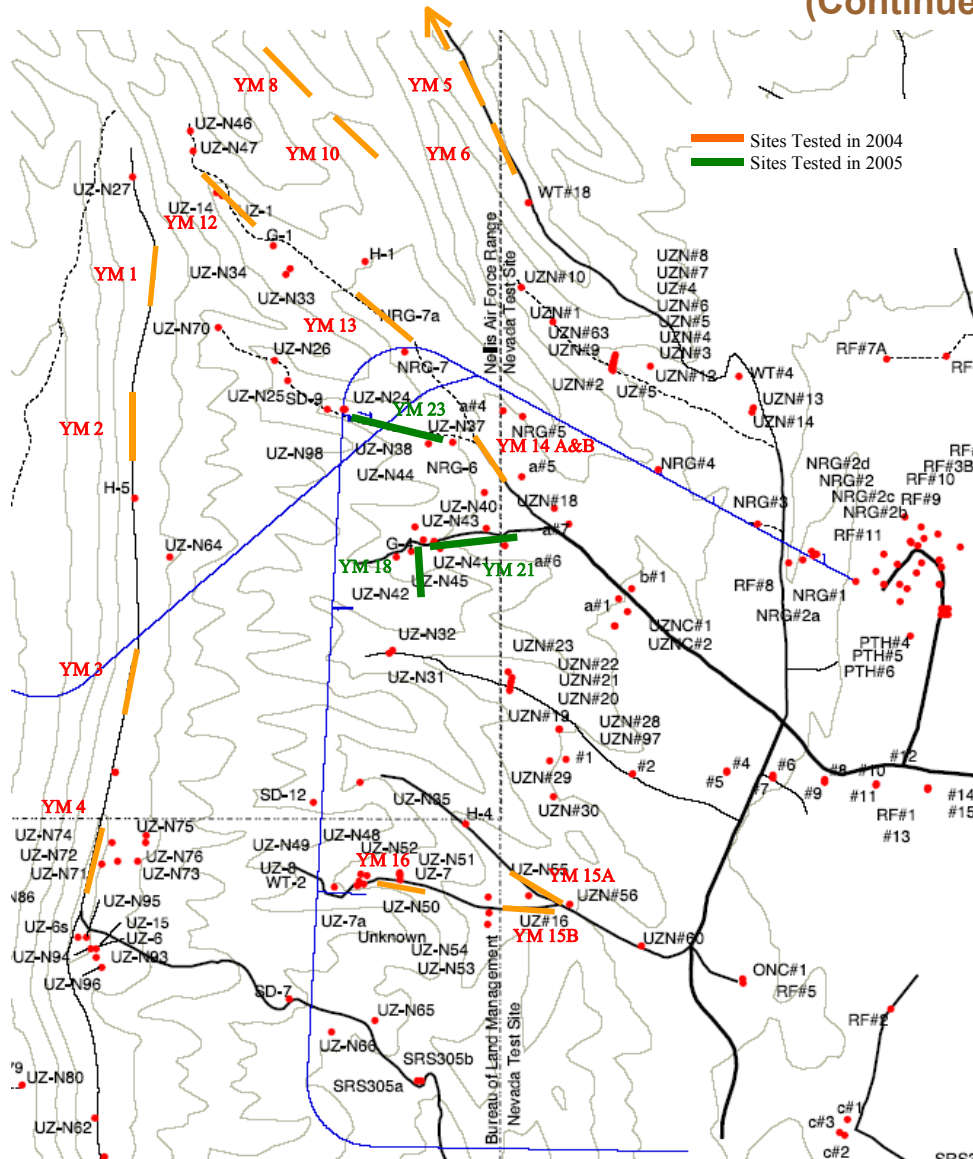 (Continue
YM 8
YM 5
UZ-N46
UZ-N47
YM 10
YM 6
Sites Tested in 2004
Sites Tested in 2005
UZ-N27
UZ-14
UZ-1
YM 12
WT#18
G-1
H-1
YM 1
UZ-N34
UZ-N33
Nellis Air Force Range
Nevada Test Site
UZN#10
UZN#8
UZN#7
UZ#4
UZN#6
UZN#5
UZN#4
UZN#3
NRG-7a
YM 13
UZN#1
UZN#63
UZN#9
UZN#2
UZ#5
UZN#12
UZ-N70
UZ-N26
NRG-7
RF#7A
RF
WT#4
UZN#13
UZN#14
UZ-N25
SD-9
UZ-N24
YM 23
a#4
UZ-N37
NRG#5
YM 2
UZ-N98
UZ-N38
UZ-N44
NRG-6
YM 14 A&B
a#5
NRG#4
NRG#2d
NRG#2
NRG#2c
NRG#2b
RF#
RF#3B
RF#10
RF#9
H-5
UZ-N40
UZN#18
NRG#3
RF#11
UZ-N43
a#7
UZ-N64
G-4
YM 18
UZ-N41
YM 21
a#6
UZ-N45
UZ-N42
b#1
RF#8
NRG#1
NRG#2a
a#1
UZNC#1
UZNC#2
UZ-N32
UZ-N31
UZN#23
UZN#22
UZN#21
UZN#20
PTH#4
PTH#5
PTH#6
YM 3
UZN#19
UZN#28
UZN#97
#1
#2
#4
#5
#6
#7
#8
#9
#10
#11
#12
#14
#15
UZN#29
UZN#30
RF#1
#13
SD-12
UZ-N35
H-4
YM 4
UZ-N74
UZ-N75
UZ-N72
UZ-N76
UZ-N71
UZ-N73
UZ-N49
UZ-N48
UZ-N52
YM 16
UZ-N51
UZ-7
UZ-8
WT-2
UZ-N50
UZ-N55
YM 15A
UZN#56
N86
UZ-N95
UZ-6s
UZ-15
UZ-6
UZ-N94
UZ-N93
UZ-N96
UZ-7a
Unknown
UZ-N54
UZ-N53
UZ#16
YM 15B
UZN#60
ONC#1
RF#5
SD-7
UZ-N65
UZ-N66
RF#2
Bureau of Land Management
Nevada Test Site
SRS305b
SRS305a
UZ-N80
UZ-N62
c#1
c#3
c#2